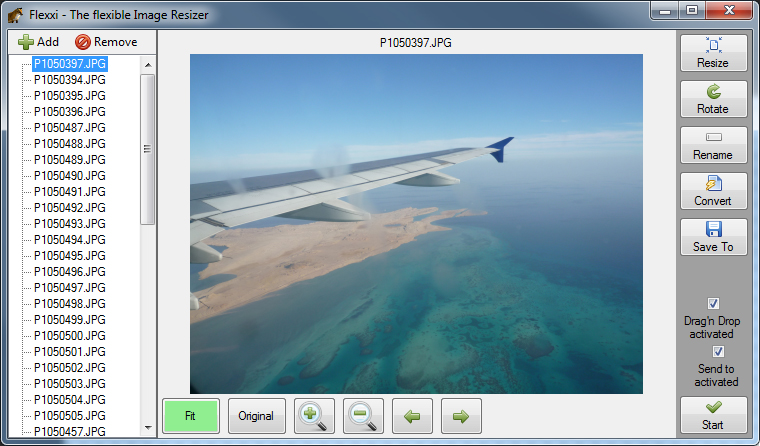 Flexxi - The flexible Image Resizer
Add
Remove
P1050397.JPG
P1050394.JPG
P1050395.JPG
P1050396.JPG
P1050487.JPG
P1050488.JPG
P1050489.JPG
P1050490.JPG
P1050491.JPG
P1050492.JPG
P1050493.JPG
P1050494.JPG
P1050495.JPG
P1050496.JPG
P1050497.JPG
P1050498.JPG
P1050499.JPG
P1050500.JPG
P1050501.JPG
P1050502.JPG
P1050503.JPG
P1050504.JPG
P1050505.JPG
P1050457.JPG
P1050397.JPG
Fit
Original
Resize
Rotate
Rename
Convert
Save To
Drag'n Drop
activated
Send to
activated
Start